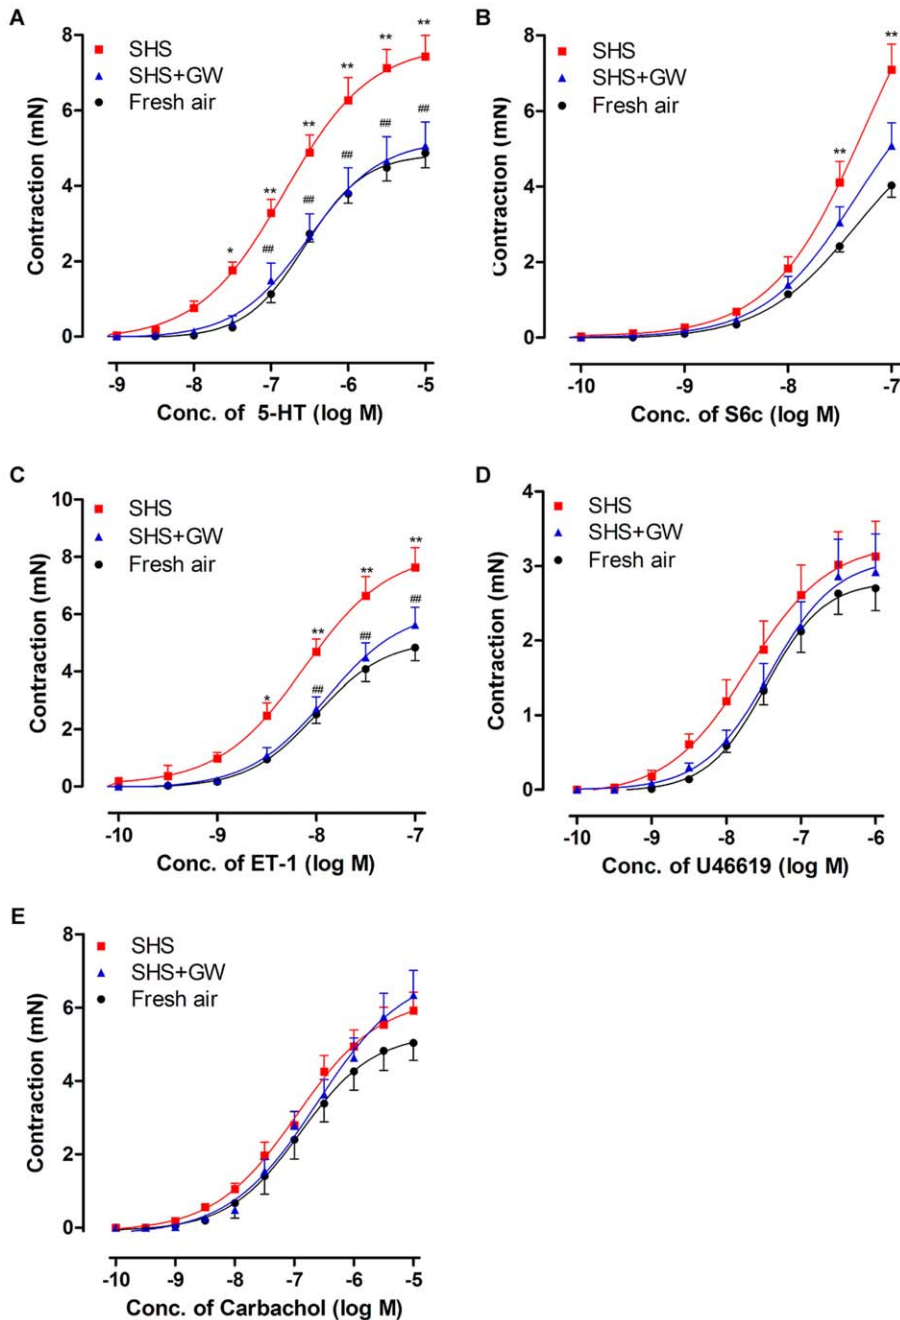 A
SHS
SHS+GW
Fresh air
Contraction (mN)
8
6
4
2
0
* ** ** ** ** **
## ## ## ## ##
-9 -8 -7 -6 -5
Conc. of 5-HT (log M)
B
SHS
SHS+GW
Fresh air
Contraction (mN)
8
6
4
2
0
** **
-10 -9 -8 -7
Conc. of S6c (log M)
C
SHS
SHS+GW
Fresh air
Contraction (mN)
10
8
6
4
2
0
* ** ** **
## ## ##
-10 -9 -8 -7
Conc. of ET-1 (log M)
D
SHS
SHS+GW
Fresh air
Contraction (mN)
4
3
2
1
0
-10 -9 -8 -7 -6
Conc. of U46619 (log M)
E
SHS
SHS+GW
Fresh air
Contraction (mN)
8
6
4
2
0
-10 -9 -8 -7 -6 -5
Conc. of Carbachol (log M)